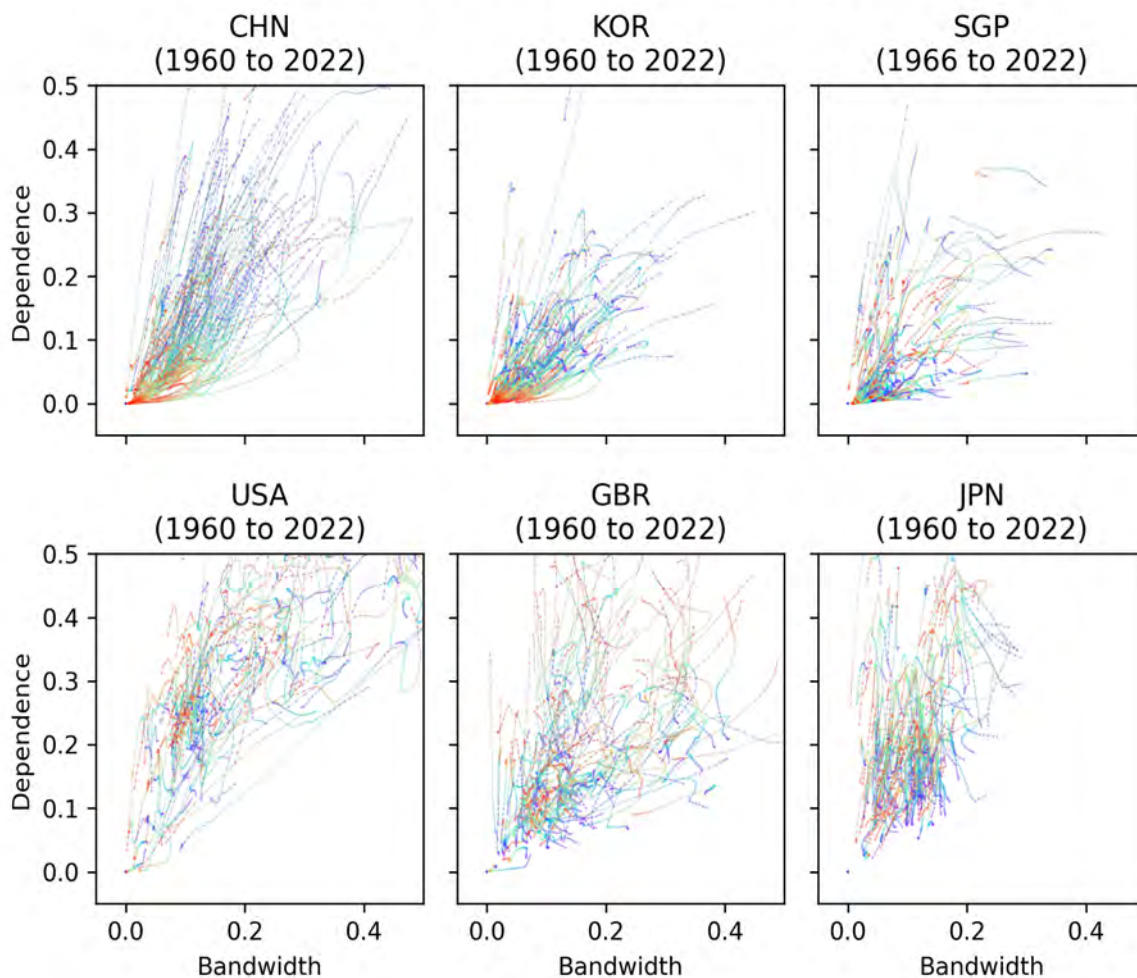 CHN
(1960 to 2022)
KOR
(1960 to 2022)
SGP
(1966 to 2022)
0.5
0.4
0.3
0.2
0.1
0.0
Dependence
USA
(1960 to 2022)
GBR
(1960 to 2022)
JPN
(1960 to 2022)
0.5
0.4
0.3
0.2
0.1
0.0
Dependence
0.0 0.2 0.4
0.0 0.2 0.4
0.0 0.2 0.4
Bandwidth
Bandwidth
Bandwidth